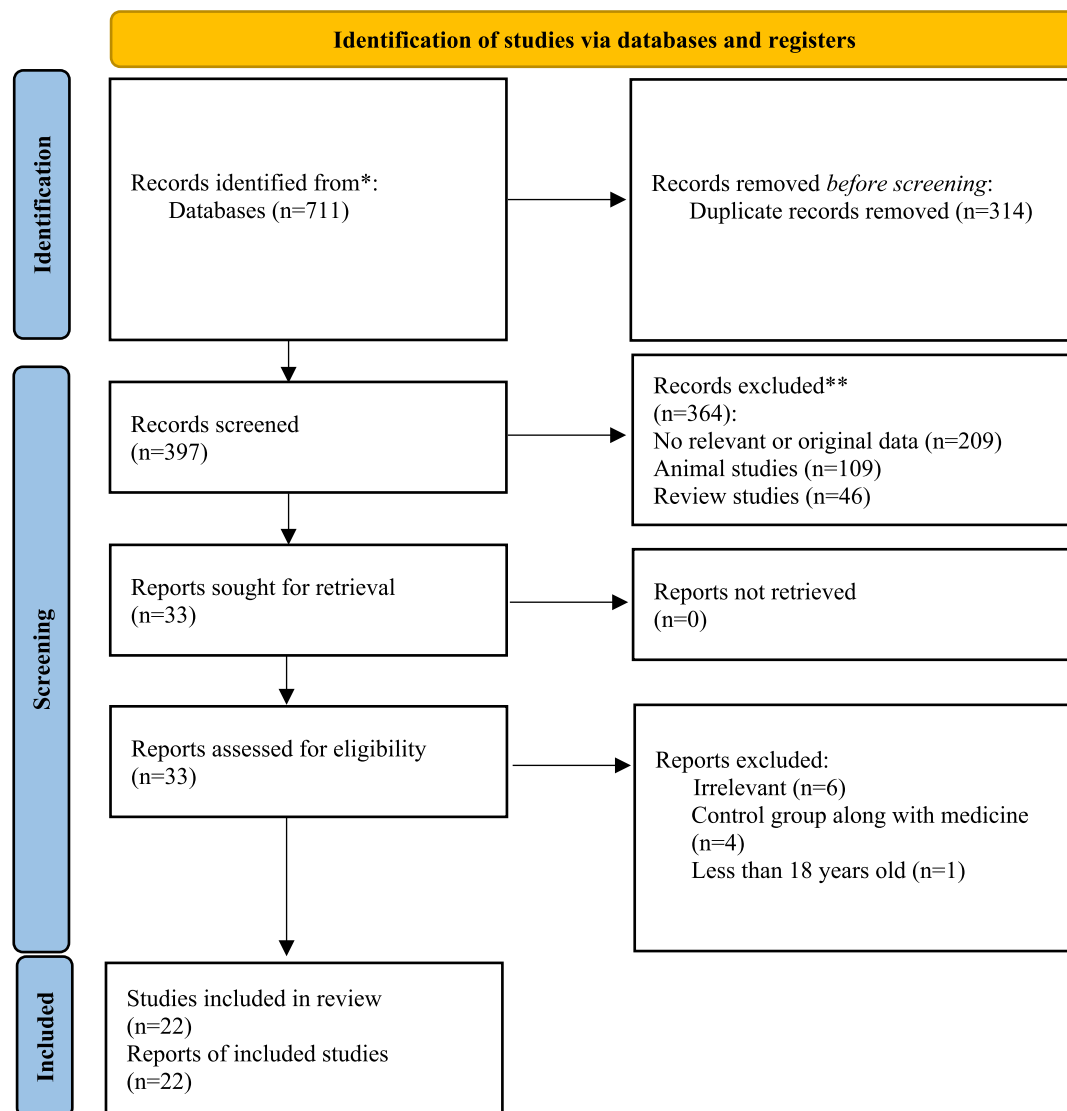 Identification of studies via databases and registers
Identification
Records identified from*:
Databases (n=711)
Records removed before screening:
Duplicate records removed (n=314)
Screening
Records screened
(n=397)
Records excluded**
(n=364):
No relevant or original data (n=209)
Animal studies (n=109)
Review studies (n=46)
Reports sought for retrieval
(n=33)
Reports not retrieved
(n=0)
Reports assessed for eligibility
(n=33)
Reports excluded:
Irrelevant (n=6)
Control group along with medicine
(n=4)
Less than 18 years old (n=1)
Included
Studies included in review
(n=22)
Reports of included studies
(n=22)